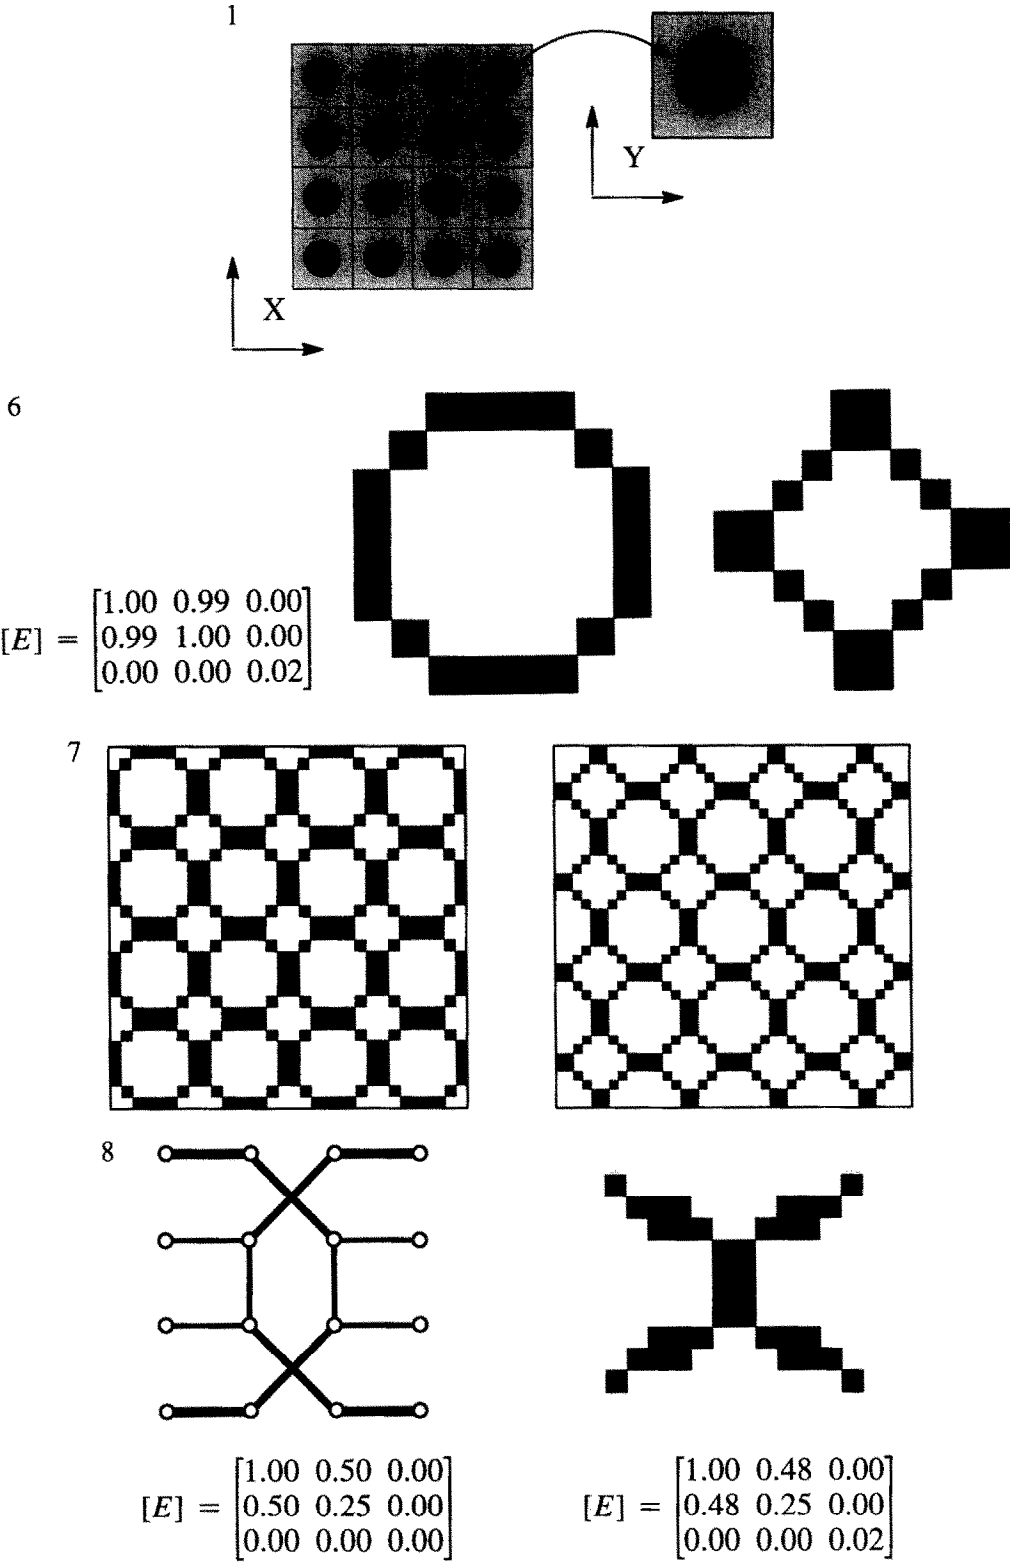 1
Y
X
6
[E] = [1.00 0.99 0.00]
[0.99 1.00 0.00]
[0.00 0.00 0.02]
7
8
[E] = [1.00 0.50 0.00]
[0.50 0.25 0.00]
[0.00 0.00 0.00]
[E] = [1.00 0.48 0.00]
[0.48 0.25 0.00]
[0.00 0.00 0.02]